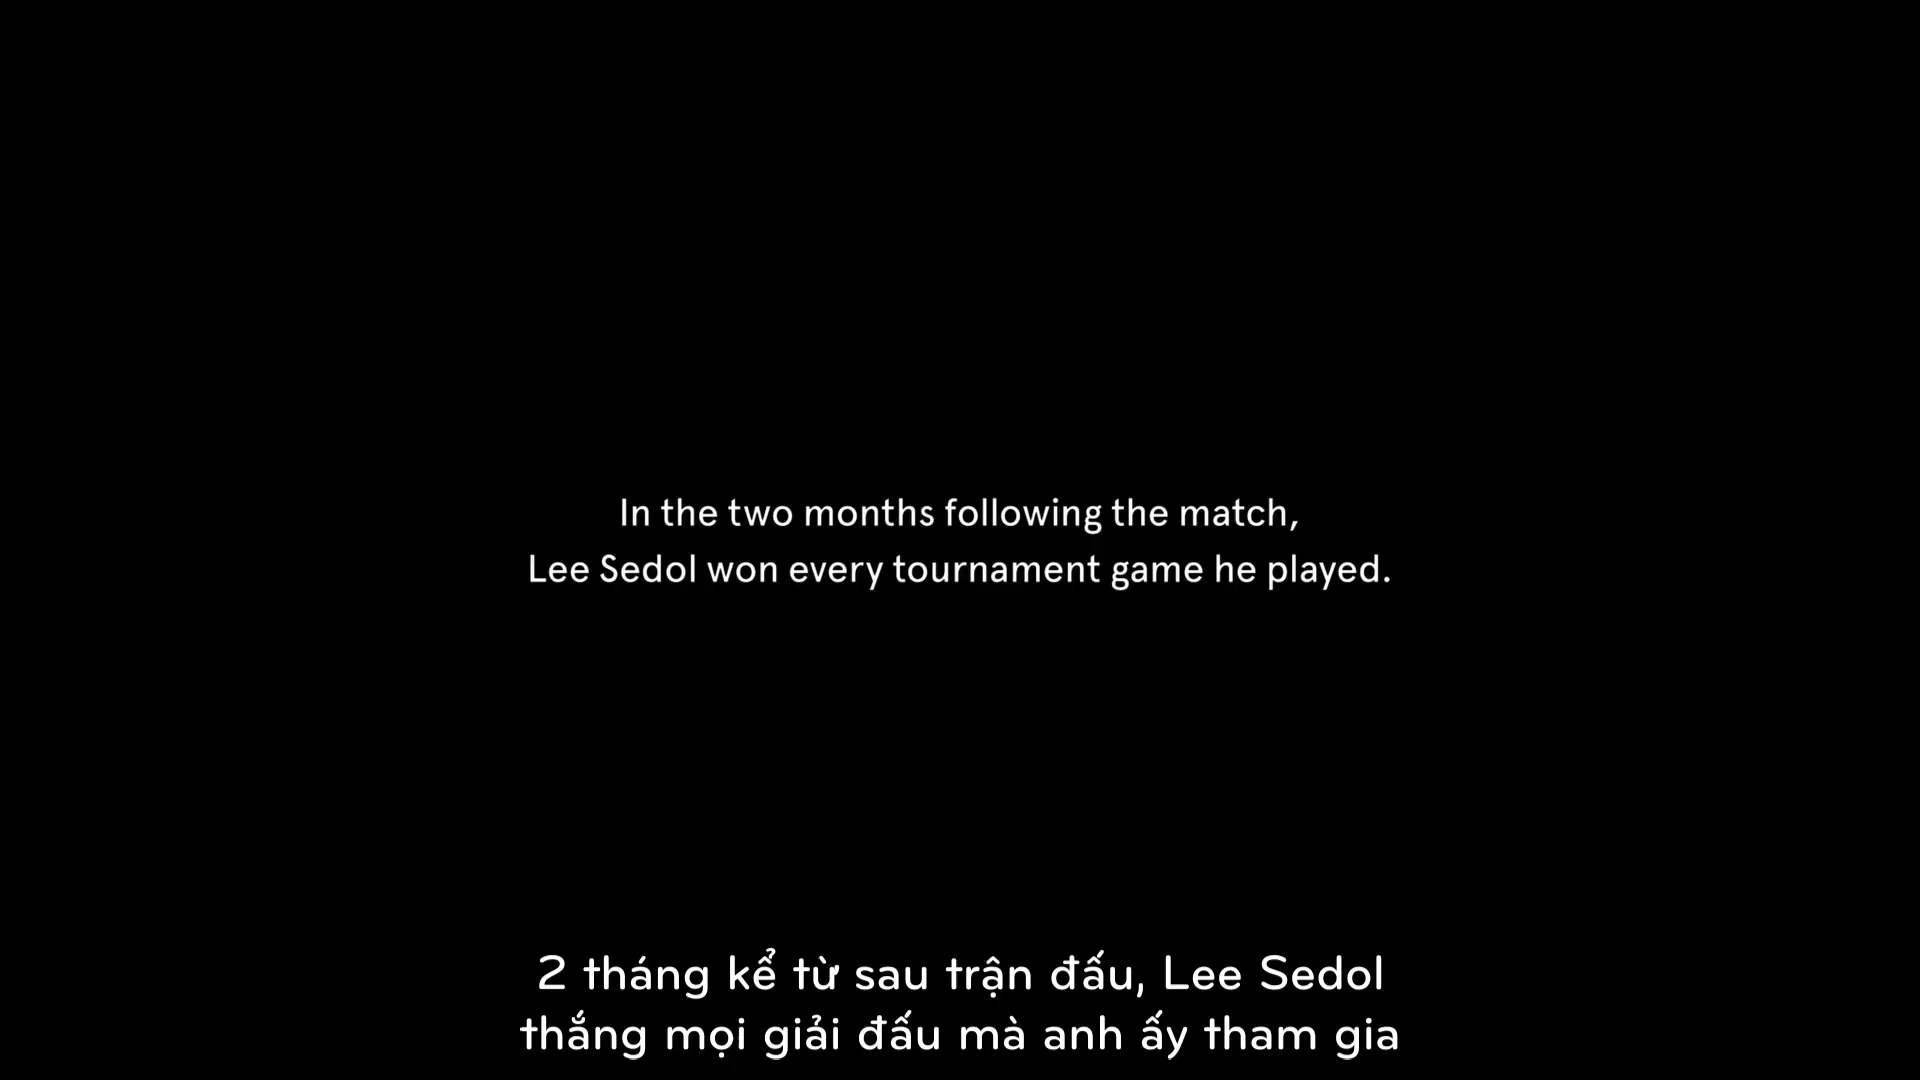 In the two months following the match,
Lee Sedol won every tournament game he played.
2 tháng kể từ sau trận đấu, Lee Sedol
thắng mọi giải đấu mà anh ấy tham gia